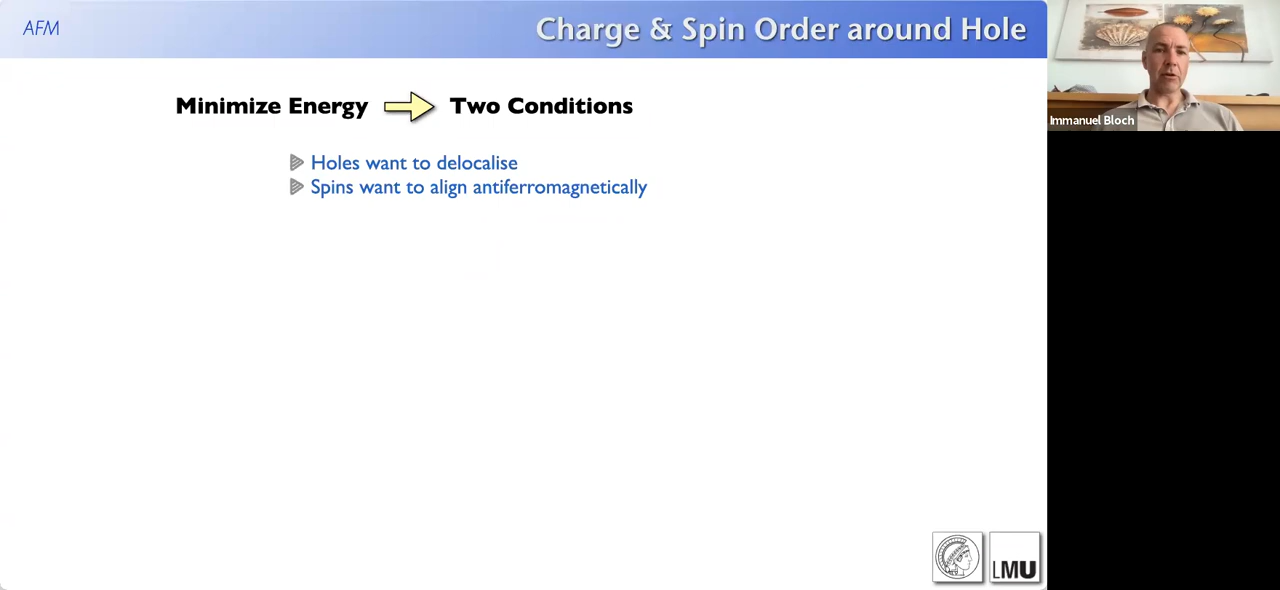 AFM
Charge & Spin Order around Hole
Immanuel Bloch
Minimize Energy
Two Conditions
Holes want to delocalise
Spins want to align antiferromagnetically
LMU